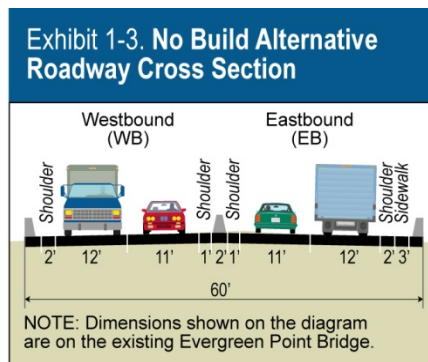 Exhibit 1-3. No Build Alternative
Roadway Cross Section
Westbound
(WB)
Eastbound
(EB)
Shoulder
Shoulder
Shoulder
Shoulder
Sidewalk
2' 12' 11' 1' 2' 1' 11' 12' 2' 3'
60'
NOTE: Dimensions shown on the diagram
are on the existing Evergreen Point Bridge.